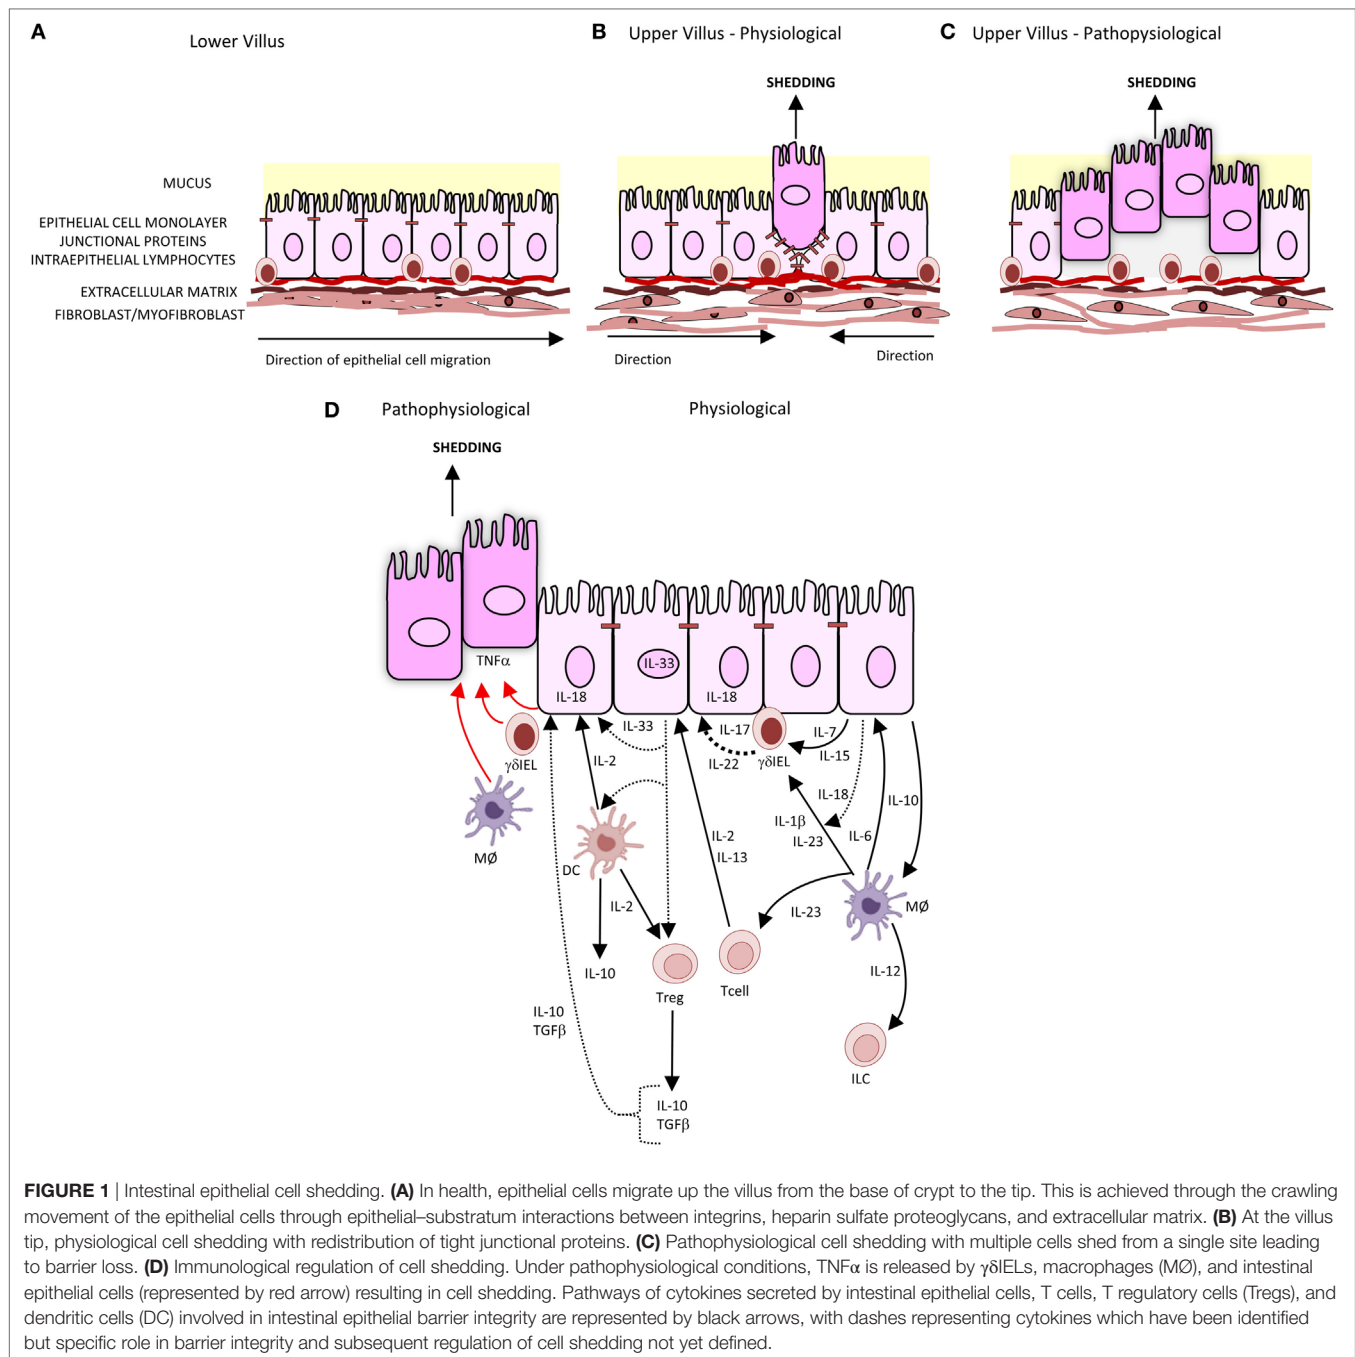 A
Lower Villus
B
Upper Villus - Physiological
C
Upper Villus - Pathopysiological
SHEDDING
SHEDDING
MUCUS
EPITHELIAL CELL MONOLAYER
JUNCTIONAL PROTEINS
INTRAEPITHELIAL LYMPHOCYTES
EXTRACELLULAR MATRIX
FIBROBLAST/MYOFIBROBLAST
Direction of epithelial cell migration
Direction
Direction
D
Pathophysiological
Physiological
SHEDDING
TNFα
IL-18
IL-33
IL-18
IL-33
IL-17
IL-7
γδIEL
IL-2
IL-22
γδIEL
IL-15
IL-18
IL-10
IL-1β
IL-23
IL-6
IL-2
IL-13
MØ
DC
IL-2
IL-23
MØ
IL-10
IL-12
Treg
Tcell
IL-10
TGFβ
ILC
IL-10
TGFβ
FIGURE 1 | Intestinal epithelial cell shedding. (A) In health, epithelial cells migrate up the villus from the base of crypt to the tip. This is achieved through the crawling
movement of the epithelial cells through epithelial–substratum interactions between integrins, heparin sulfate proteoglycans, and extracellular matrix. (B) At the villus
tip, physiological cell shedding with redistribution of tight junctional proteins. (C) Pathophysiological cell shedding with multiple cells shed from a single site leading
to barrier loss. (D) Immunological regulation of cell shedding. Under pathophysiological conditions, TNFα is released by γδIELs, macrophages (MØ), and intestinal
epithelial cells (represented by red arrow) resulting in cell shedding. Pathways of cytokines secreted by intestinal epithelial cells, T cells, T regulatory cells (Tregs), and
dendritic cells (DC) involved in intestinal epithelial barrier integrity are represented by black arrows, with dashes representing cytokines which have been identified
but specific role in barrier integrity and subsequent regulation of cell shedding not yet defined.